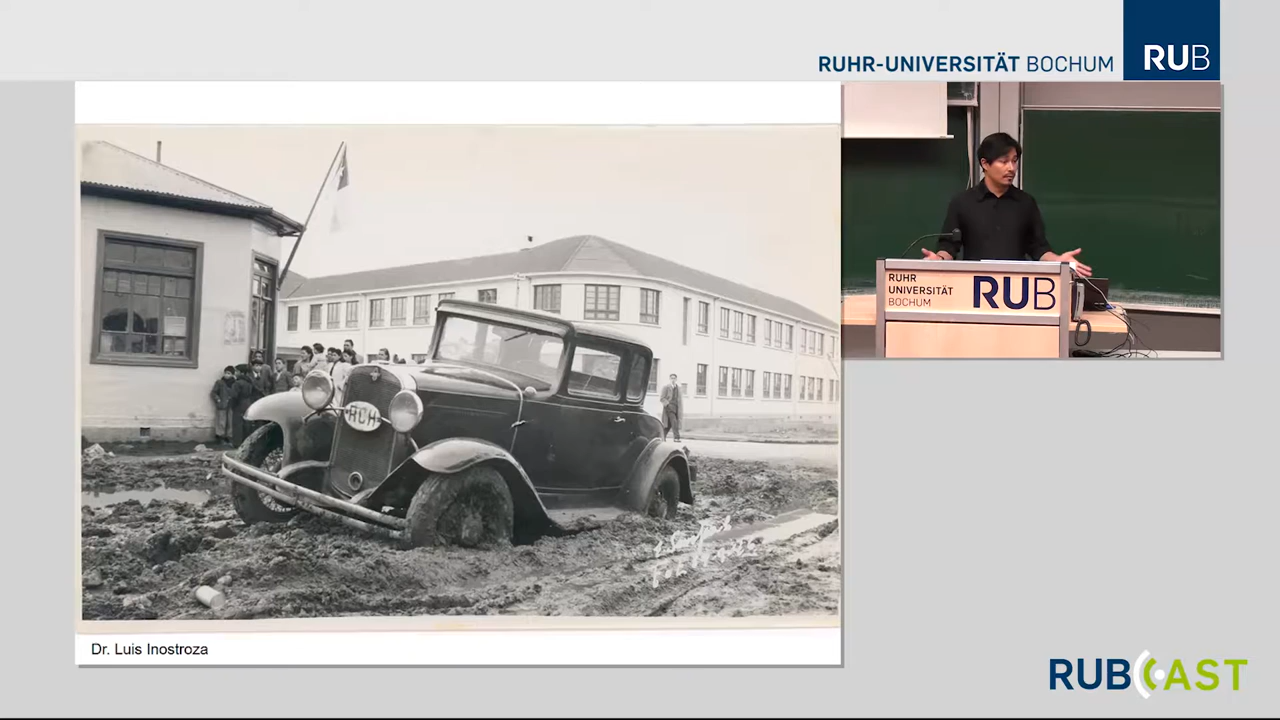 RUHR-UNIVERSITÄT BOCHUM RUB
RCH
RUHR
UNIVERSITÄT
BOCHUM
RUB
Dr. Luis Inostroza
RUBCAST